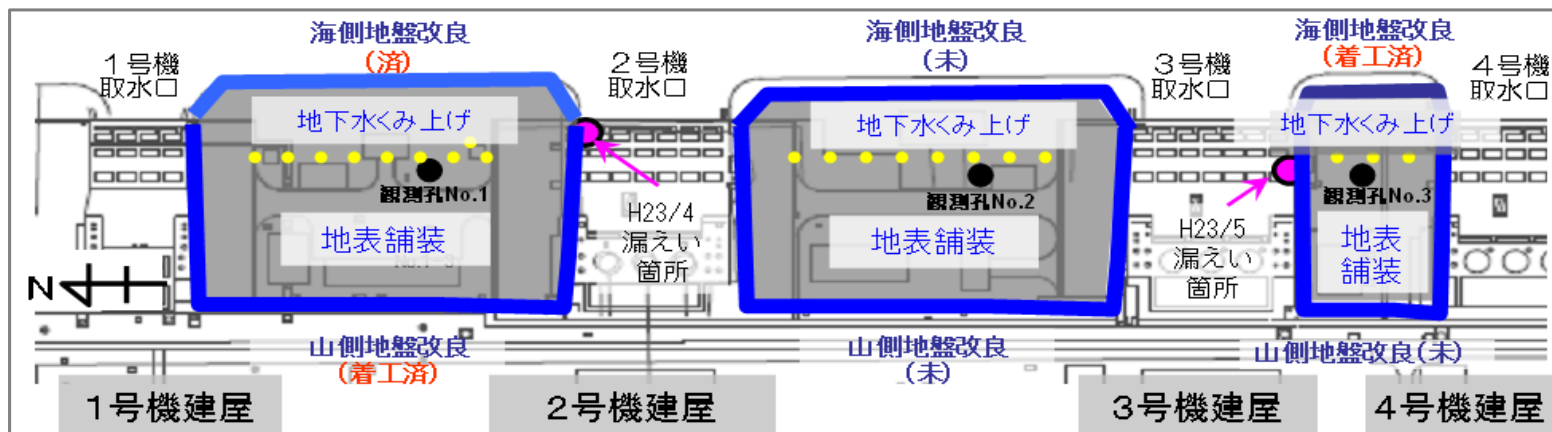 海側地盤改良
(済)
海側地盤改良
(未)
海側地盤改良
(着工済)
1号機
取水口
2号機
取水口
3号機
取水口
4号機
取水口
地下水くみ上げ
地下水くみ上げ
地下水くみ上げ
観測孔No.1
観測孔No.2
観測孔No.3
地表舗装
地表舗装
地表
舗装
H23/4
漏えい
箇所
H23/5
漏えい
箇所
N
山側地盤改良
(着工済)
山側地盤改良
(未)
山側地盤改良(未)
1号機建屋
2号機建屋
3号機建屋
4号機建屋